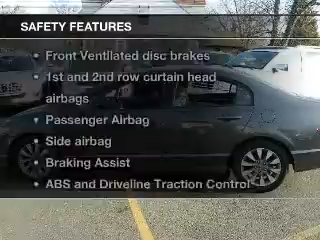 SAFETY FEATURES
• Front Ventilated disc brakes
• 1st and 2nd row curtain head
airbags
• Passenger Airbag
• Side airbag
• Braking Assist
• ABS and Driveline Traction Control